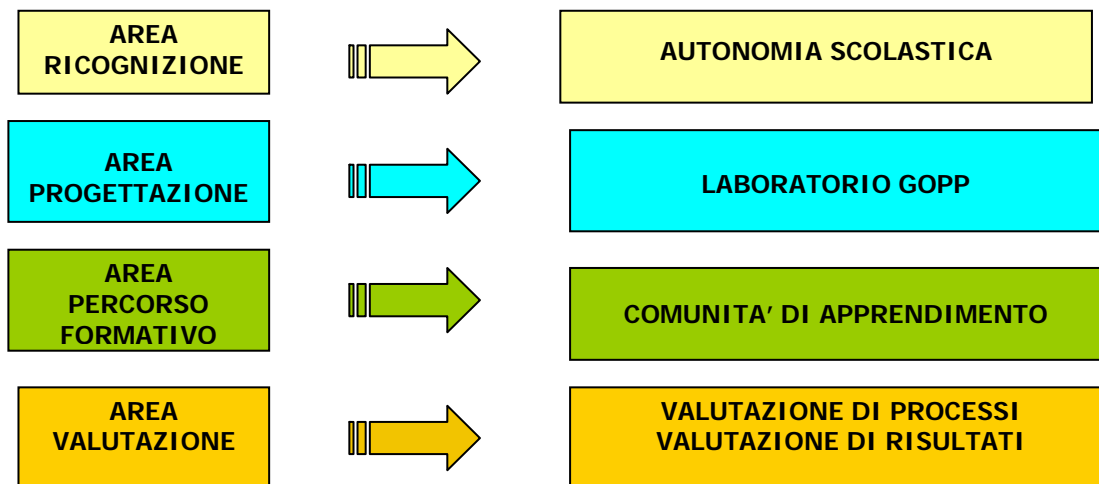 AREA
RICOGNIZIONE
AUTONOMIA SCOLASTICA
AREA
PROGETTAZIONE
LABORATORIO GOPP
AREA
PERCORSO
FORMATIVO
COMUNITA’ DI APPRENDIMENTO
AREA
VALUTAZIONE
VALUTAZIONE DI PROCESSI
VALUTAZIONE DI RISULTATI